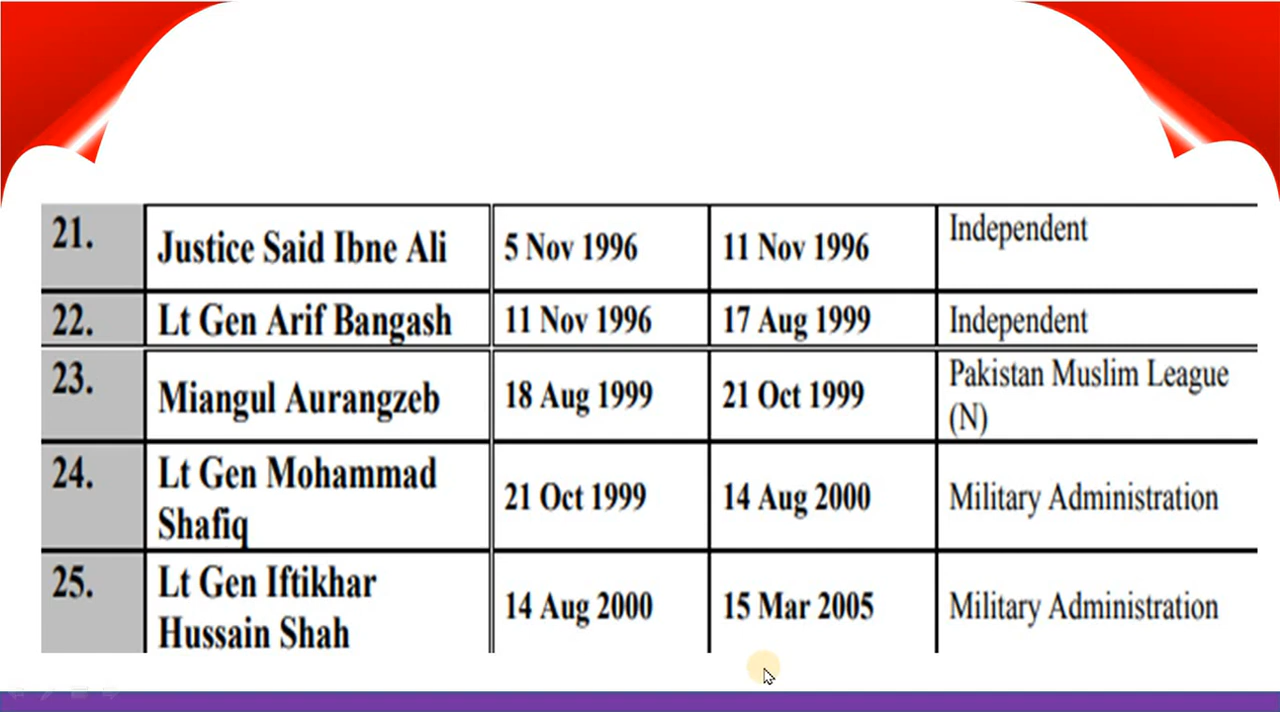 21. Justice Said Ibne Ali 5 Nov 1996 11 Nov 1996 Independent
22. Lt Gen Arif Bangash 11 Nov 1996 17 Aug 1999 Independent
23. Miangul Aurangzeb 18 Aug 1999 21 Oct 1999 Pakistan Muslim League
(N)
24. Lt Gen Mohammad
Shafiq 21 Oct 1999 14 Aug 2000 Military Administration
25. Lt Gen Iftikhar
Hussain Shah 14 Aug 2000 15 Mar 2005 Military Administration